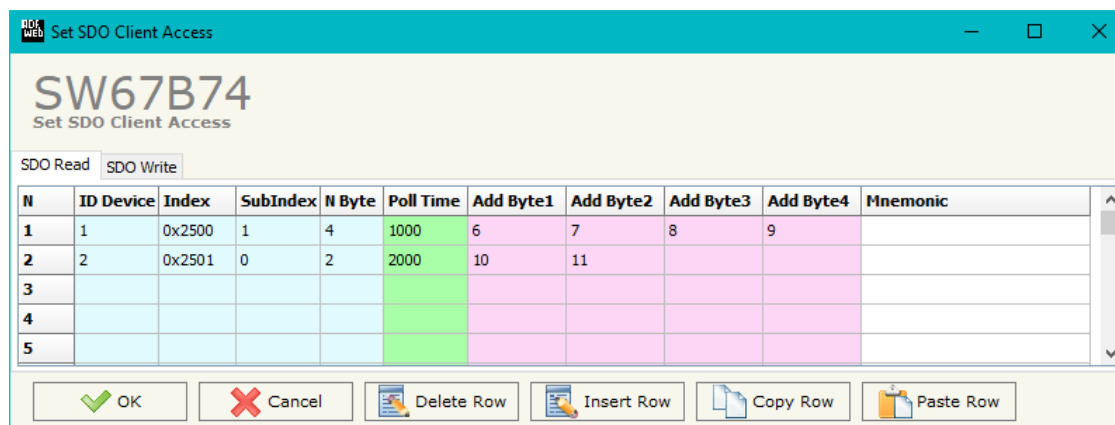 ADF WEB Set SDO Client Access
SW67B74
Set SDO Client Access
SDO Read SDO Write
N ID Device Index SubIndex N Byte Poll Time Add Byte1 Add Byte2 Add Byte3 Add Byte4 Mnemonic
1 1 0x2500 1 4 1000 6 7 8 9
2 2 0x2501 0 2 2000 10 11
3
4
5
OK Cancel Delete Row Insert Row Copy Row Paste Row